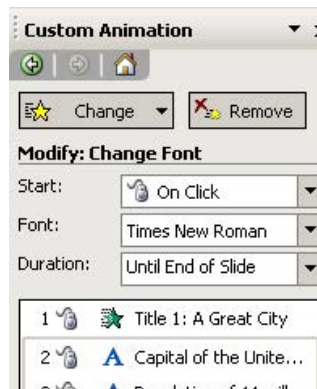 Custom Animation
Change
Remove
Modify: Change Font
Start:
On Click
Font:
Times New Roman
Duration:
Until End of Slide
1 Title 1: A Great City
2 A Capital of the Unite...